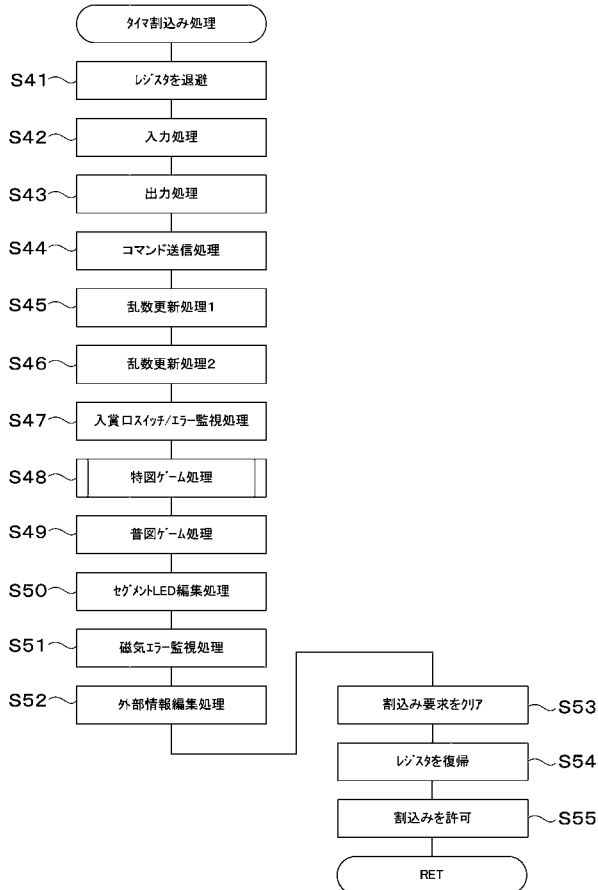 タイマ割込み処理
S41
レジスタを退避
S42
入力処理
S43
出力処理
S44
コマンド送信処理
S45
乱数更新処理1
S46
乱数更新処理2
S47
入賞口スイッチ/エラー監視処理
S48
特図ゲーム処理
S49
普図ゲーム処理
S50
セグメントLED編集処理
S51
磁気エラー監視処理
S52
外部情報編集処理
割込み要求をクリア
S53
レジスタを復帰
S54
割込みを許可
S55
RET